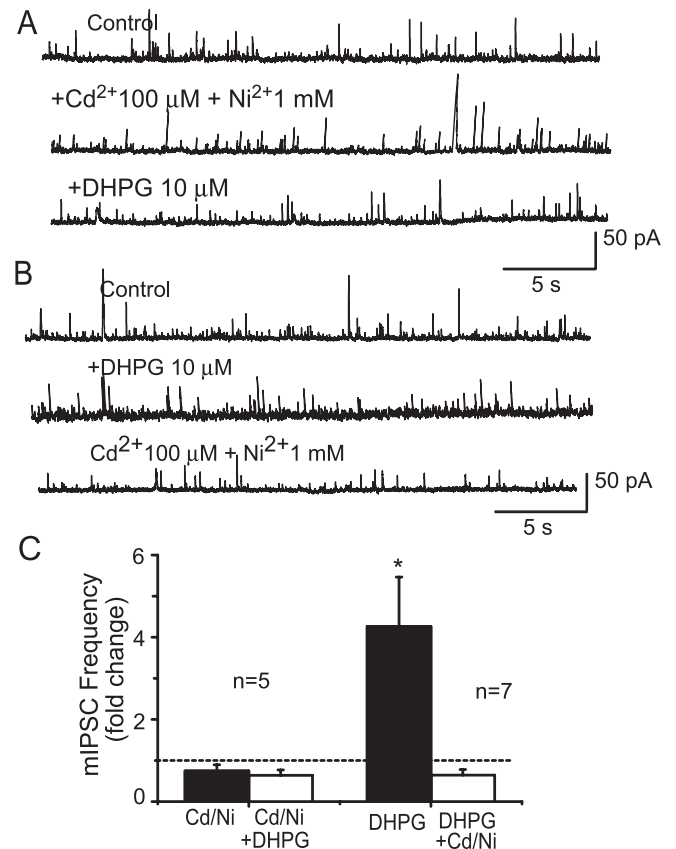 A
Control
+Cd2+100 μM + Ni2+1 mM
+DHPG 10 μM
50 pA
5 s
B
Control
+DHPG 10 μM
Cd2+100 μM + Ni2+1 mM
50 pA
5 s
C
mIPSC Frequency
(fold change)
6
4
2
0
*
n=5
n=7
Cd/Ni
Cd/Ni
+DHPG
DHPG
DHPG
+Cd/Ni